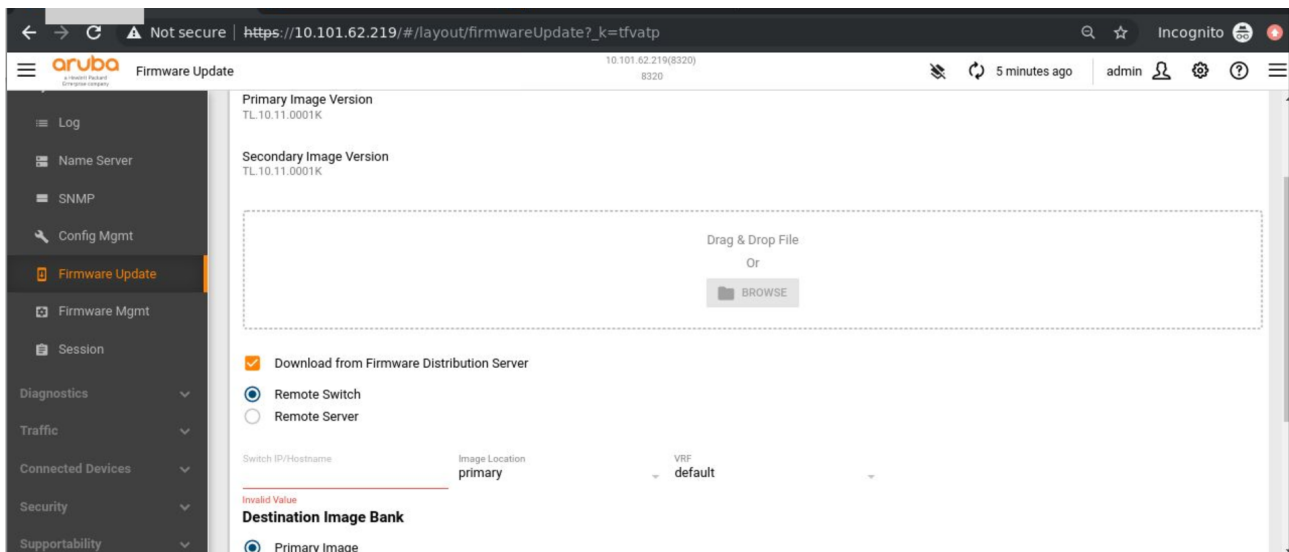 Not secure | https://10.101.62.219/#/layout/firmwareUpdate?_k=tfvatp
Incognito
aruba
a Hewlett Packard
Enterprise company
Firmware Update
10.101.62.219(8320)
8320
5 minutes ago
admin
Log
Name Server
SNMP
Config Mgmt
Firmware Update
Firmware Mgmt
Session
Diagnostics
Traffic
Connected Devices
Security
Supportability
Primary Image Version
TL.10.11.0001K
Secondary Image Version
TL.10.11.0001K
Drag & Drop File
Or
BROWSE
Download from Firmware Distribution Server
Remote Switch
Remote Server
Switch IP/Hostname
Image Location
VRF
primary
default
Invalid Value
Destination Image Bank
Primary Image